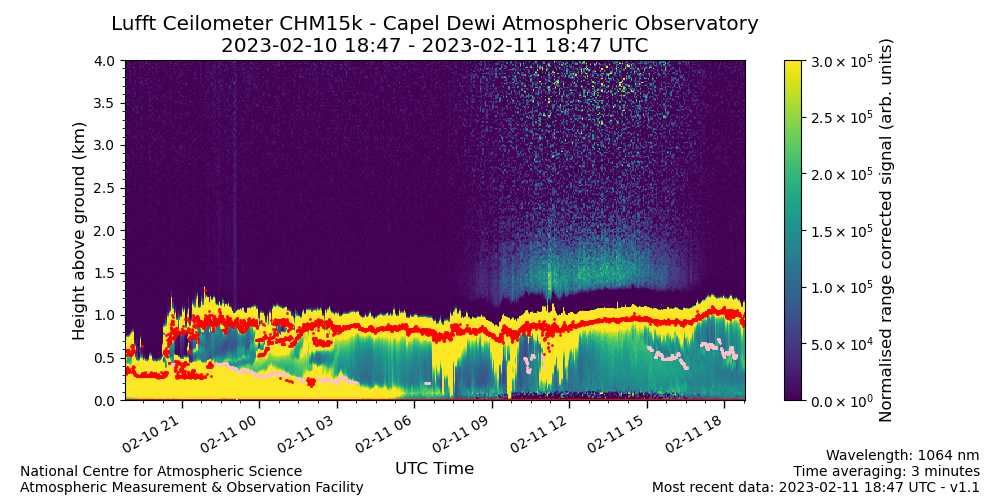 Lufft Ceilometer CHM15k - Capel Dewi Atmospheric Observatory
2023-02-10 18:47 - 2023-02-11 18:47 UTC
Height above ground (km)
4.0
3.5
3.0
2.5
2.0
1.5
1.0
0.5
0.0
02-10 21
02-11 00
02-11 03
02-11 06
02-11 09
02-11 12
02-11 15
02-11 18
UTC Time
3.0 × 10⁵
2.5 × 10⁵
2.0 × 10⁵
1.5 × 10⁵
1.0 × 10⁵
5.0 × 10⁴
0.0 × 10⁰
Normalised range corrected signal (arb. units)
National Centre for Atmospheric Science
Atmospheric Measurement & Observation Facility
Wavelength: 1064 nm
Time averaging: 3 minutes
Most recent data: 2023-02-11 18:47 UTC - v1.1